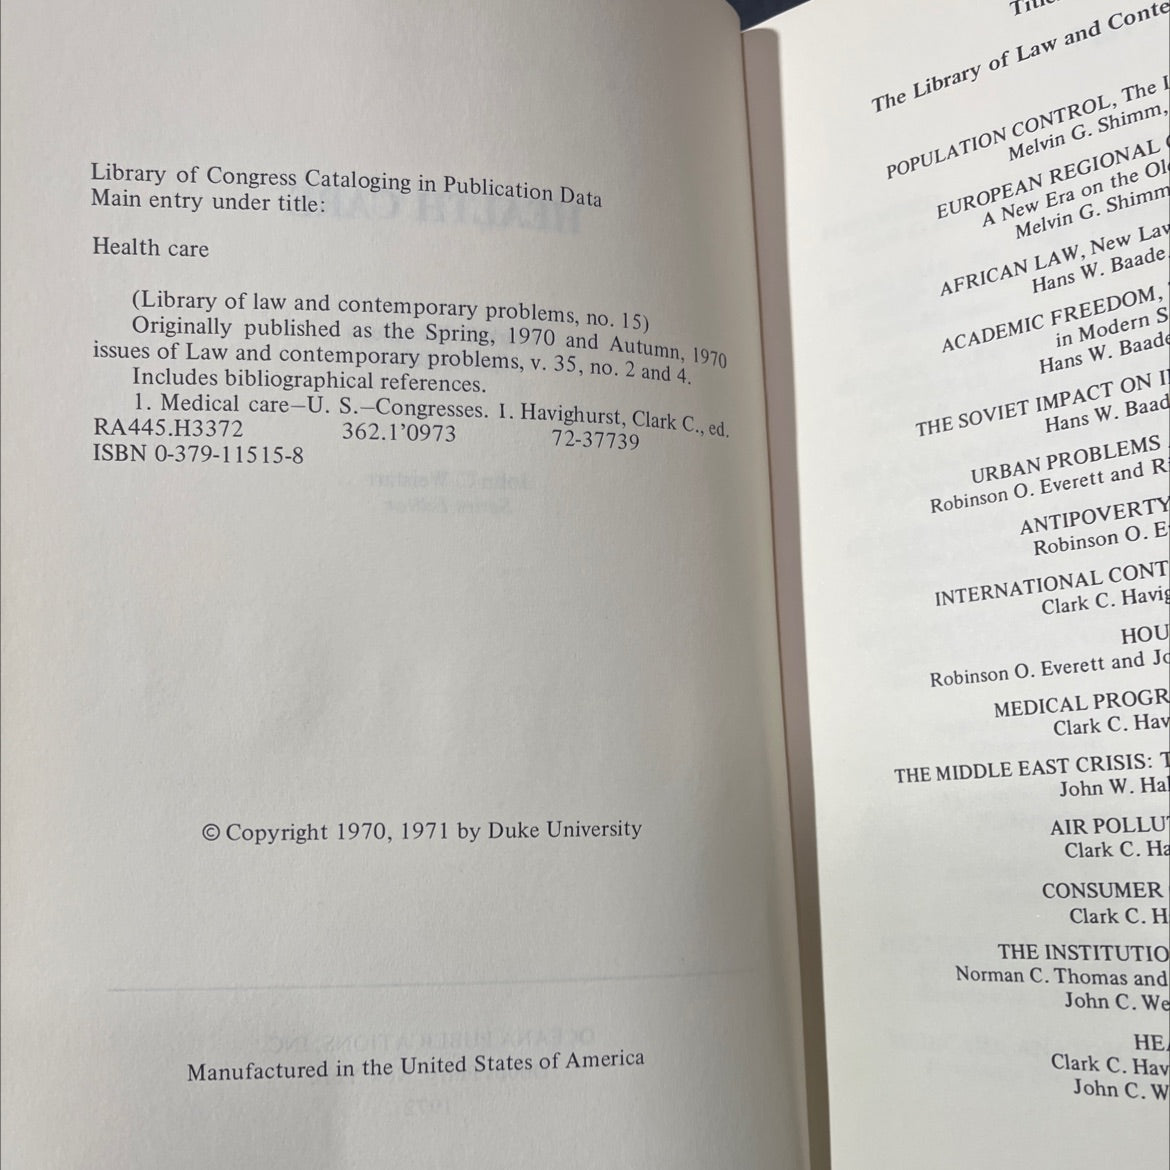 Library of Congress Cataloging in Publication Data
Main entry under title:
Health care
(Library of law and contemporary problems, no. 15)
Originally published as the Spring, 1970 and Autumn, 1970
issues of Law and contemporary problems, v. 35, no. 2 and 4.
Includes bibliographical references.
1. Medical care—U. S.—Congresses. I. Havighurst, Clark C., ed.
RA445.H3372 362.1'0973 72-37739
ISBN 0-379-11515-8
© Copyright 1970, 1971 by Duke University
Manufactured in the United States of America
The Library of Law and Conte
POPULATION CONTROL, The I
Melvin G. Shimm,
EUROPEAN REGIONAL
A New Era on the Ol
Melvin G. Shimm
AFRICAN LAW, New Law
Hans W. Baade,
ACADEMIC FREEDOM,
in Modern S
Hans W. Baade
THE SOVIET IMPACT ON I
Hans W. Baad
URBAN PROBLEMS
Robinson O. Everett and Ri
ANTIPOVERTY
Robinson O. E
INTERNATIONAL CONT
Clark C. Havig
HOU
Robinson O. Everett and Jo
MEDICAL PROGR
Clark C. Hav
THE MIDDLE EAST CRISIS: T
John W. Hal
AIR POLLUT
Clark C. Ha
CONSUMER
Clark C. H
THE INSTITUTIO
Norman C. Thomas and
John C. We
HEA
Clark C. Hav
John C. W